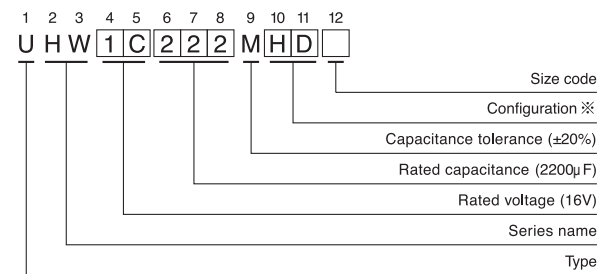 1 2 3 4 5 6 7 8 9 10 11 12
U H W 1 C 2 2 2 M H D
Size code
Configuration ※
Capacitance tolerance (±20%)
Rated capacitance (2200µF)
Rated voltage (16V)
Series name
Type